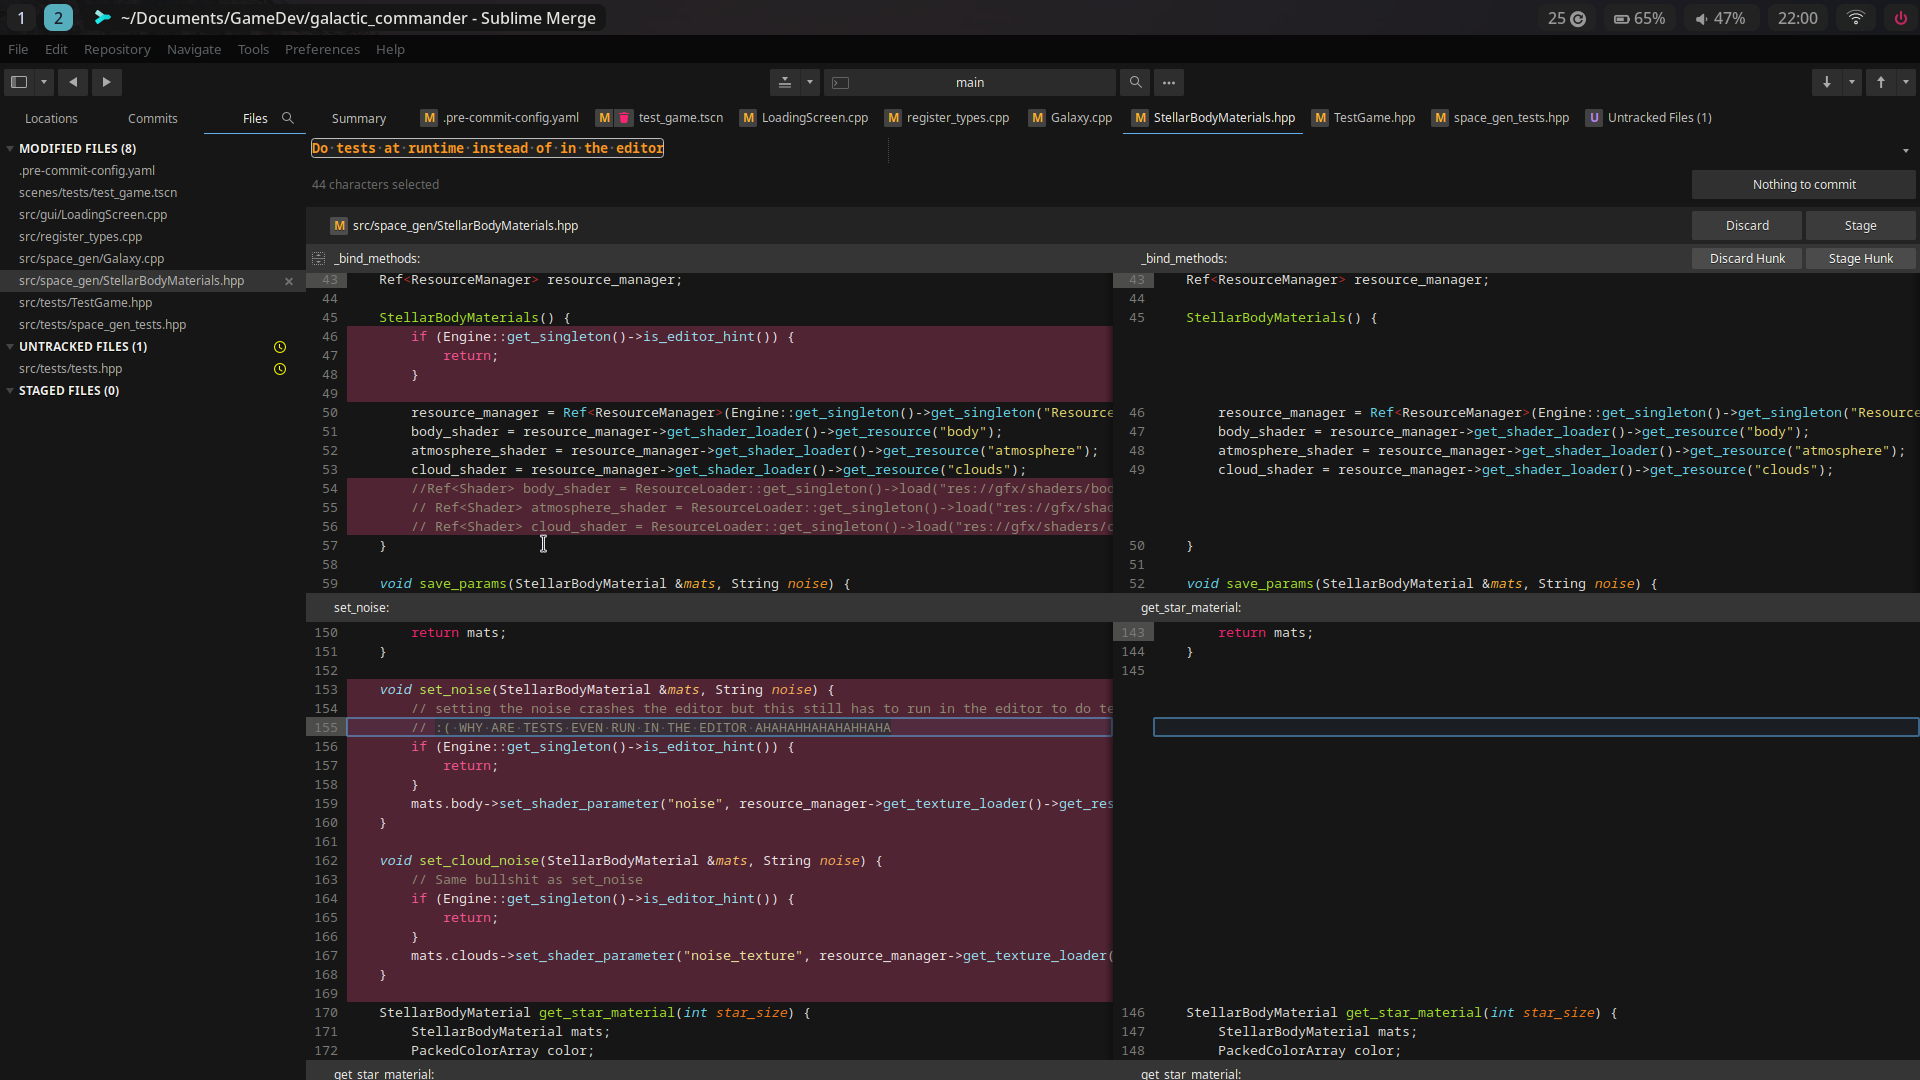 1 2 ~/Documents/GameDev/galactic_commander - Sublime Merge 25 65% 47% 22:00
File Edit Repository Navigate Tools Preferences Help
main
Locations Commits Files Summary M .pre-commit-config.yaml M test_game.tscn M LoadingScreen.cpp M register_types.cpp M Galaxy.cpp M StellarBodyMaterials.hpp M TestGame.hpp M space_gen_tests.hpp U Untracked Files (1)
MODIFIED FILES (8)
.pre-commit-config.yaml
scenes/tests/test_game.tscn
src/gui/LoadingScreen.cpp
src/register_types.cpp
src/space_gen/Galaxy.cpp
src/space_gen/StellarBodyMaterials.hpp
src/tests/TestGame.hpp
src/tests/space_gen_tests.hpp
UNTRACKED FILES (1)
src/tests/tests.hpp
STAGED FILES (0)
Do·tests·at·runtime·instead·of·in·the·editor
44 characters selected
Nothing to commit
M src/space_gen/StellarBodyMaterials.hpp
Discard Stage
_bind_methods:
43 Ref<ResourceManager> resource_manager;
44
45 StellarBodyMaterials() {
46 if (Engine::get_singleton()->is_editor_hint()) {
47 return;
48 }
49
50 resource_manager = Ref<ResourceManager>(Engine::get_singleton()->get_singleton("Resource
51 body_shader = resource_manager->get_shader_loader()->get_resource("body");
52 atmosphere_shader = resource_manager->get_shader_loader()->get_resource("atmosphere");
53 cloud_shader = resource_manager->get_shader_loader()->get_resource("clouds");
54 //Ref<Shader> body_shader = ResourceLoader::get_singleton()->load("res://gfx/shaders/bod
55 // Ref<Shader> atmosphere_shader = ResourceLoader::get_singleton()->load("res://gfx/shad
56 // Ref<Shader> cloud_shader = ResourceLoader::get_singleton()->load("res://gfx/shaders/c
57 }
58
59 void save_params(StellarBodyMaterial &mats, String noise) {
set_noise:
150 return mats;
151 }
152
153 void set_noise(StellarBodyMaterial &mats, String noise) {
154 // setting the noise crashes the editor but this still has to run in the editor to do te
155 // :(·WHY·ARE·TESTS·EVEN·RUN·IN·THE·EDITOR·AHAHAHHAHAHAHHAHA
156 if (Engine::get_singleton()->is_editor_hint()) {
157 return;
158 }
159 mats.body->set_shader_parameter("noise", resource_manager->get_texture_loader()->get_res
160 }
161
162 void set_cloud_noise(StellarBodyMaterial &mats, String noise) {
163 // Same bullshit as set_noise
164 if (Engine::get_singleton()->is_editor_hint()) {
165 return;
166 }
167 mats.clouds->set_shader_parameter("noise_texture", resource_manager->get_texture_loader(
168 }
169
170 StellarBodyMaterial get_star_material(int star_size) {
171 StellarBodyMaterial mats;
172 PackedColorArray color;
get_star_material:
_bind_methods:
Discard Hunk Stage Hunk
43 Ref<ResourceManager> resource_manager;
44
45 StellarBodyMaterials() {
46 resource_manager = Ref<ResourceManager>(Engine::get_singleton()->get_singleton("Resource
47 body_shader = resource_manager->get_shader_loader()->get_resource("body");
48 atmosphere_shader = resource_manager->get_shader_loader()->get_resource("atmosphere");
49 cloud_shader = resource_manager->get_shader_loader()->get_resource("clouds");
50 }
51
52 void save_params(StellarBodyMaterial &mats, String noise) {
get_star_material:
143 return mats;
144 }
145
146 StellarBodyMaterial get_star_material(int star_size) {
147 StellarBodyMaterial mats;
148 PackedColorArray color;
get_star_material: